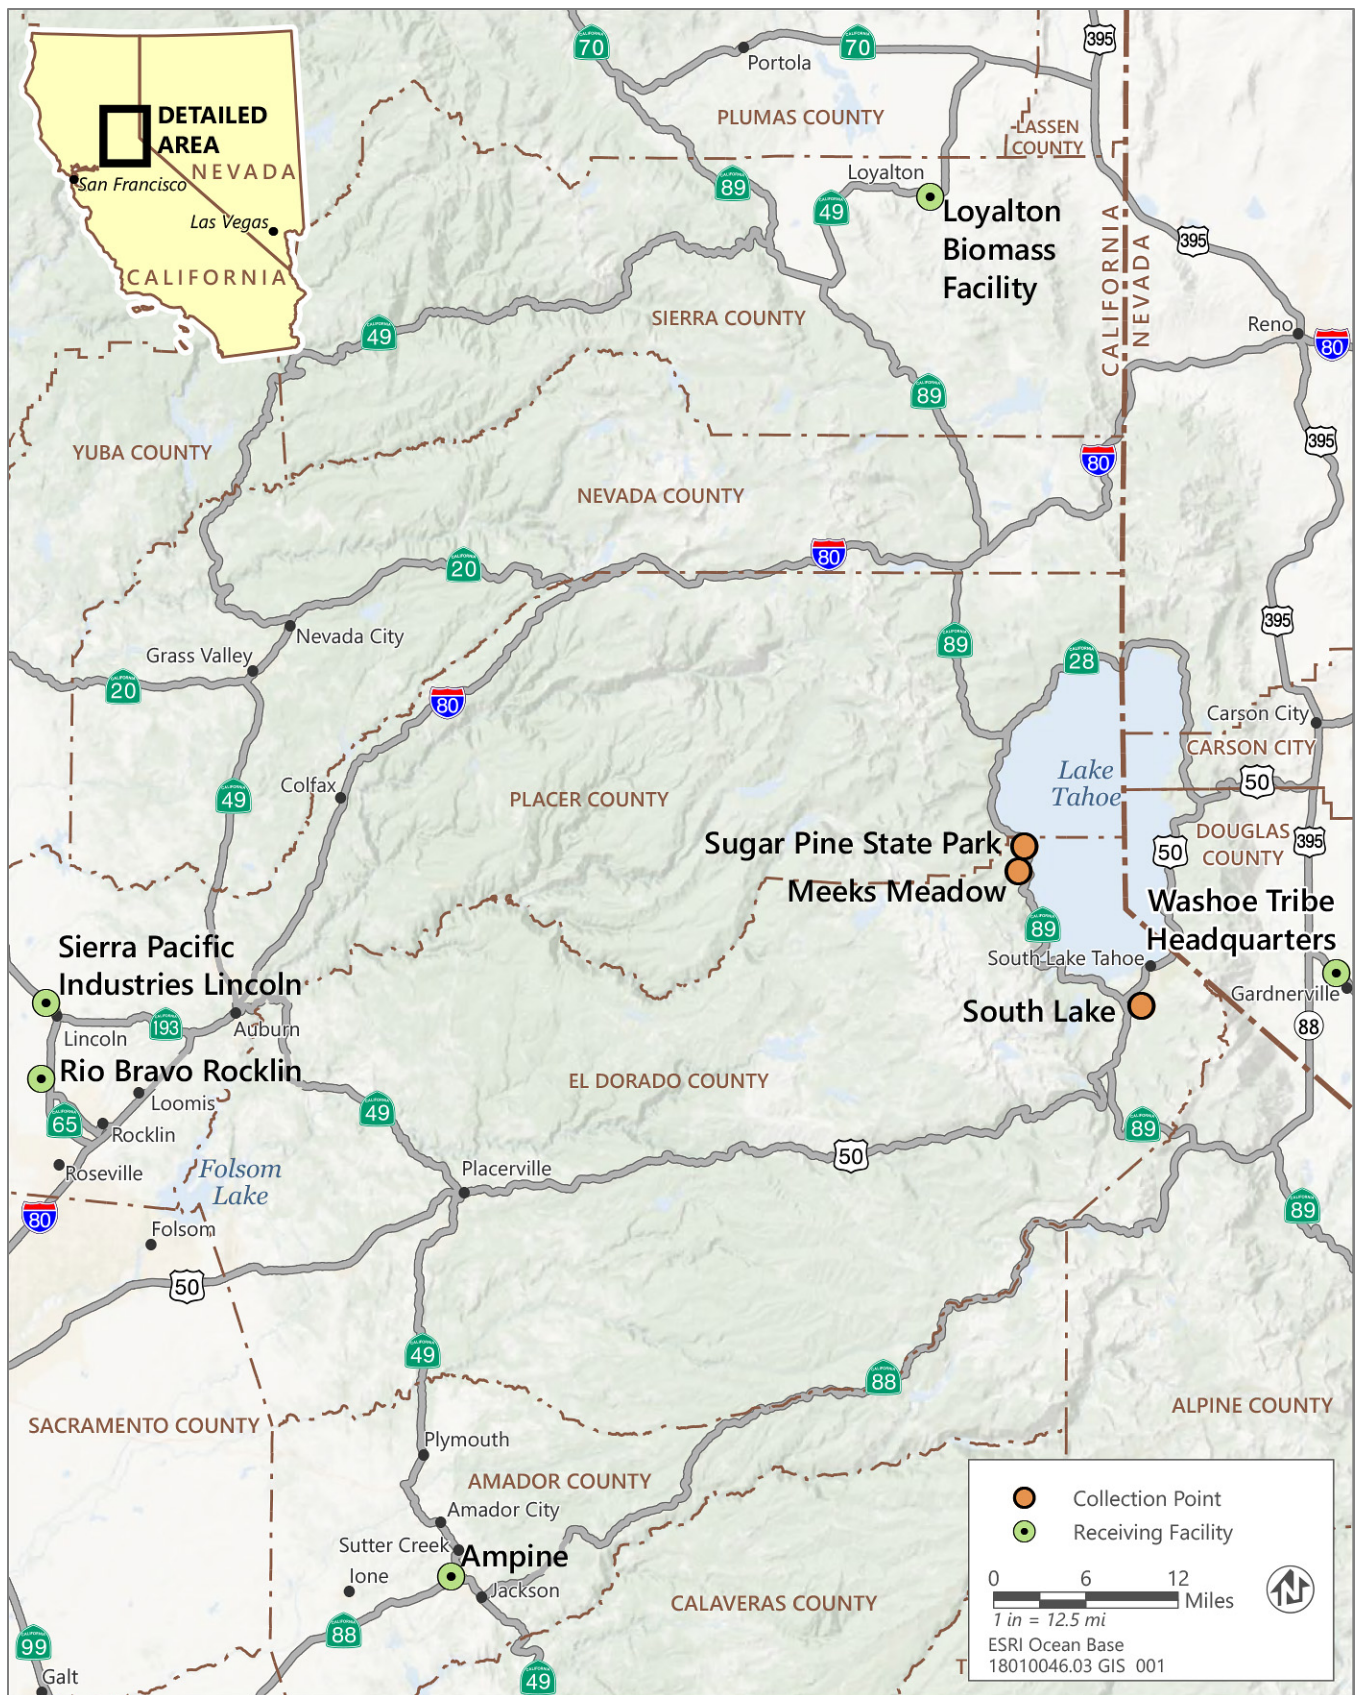 70
70
395
Portola
DETAILED
AREA
PLUMAS COUNTY
LASSEN
COUNTY
NEVADA
San Francisco
Las Vegas
CALIFORNIA
89
Loyalton
49
Loyalton
Biomass
Facility
CALIFORNIA
NEVADA
395
SIERRA COUNTY
49
Reno
80
89
395
YUBA COUNTY
80
NEVADA COUNTY
20
80
Nevada City
395
89
28
Grass Valley
20
80
Carson City
CARSON CITY
Colfax
49
PLACER COUNTY
Lake
Tahoe
50
Sugar Pine State Park
50
DOUGLAS
COUNTY
395
Meeks Meadow
Washoe Tribe
Headquarters
89
Sierra Pacific
Industries Lincoln
South Lake Tahoe
Gardnerville
South Lake
Lincoln
193
Auburn
88
Rio Bravo Rocklin
EL DORADO COUNTY
Loomis
49
65
Rocklin
89
50
Roseville
Folsom
Lake
Placerville
80
Folsom
89
50
49
88
SACRAMENTO COUNTY
ALPINE COUNTY
Plymouth
AMADOR COUNTY
Amador City
Sutter Creek
Ampine
Ione
Jackson
CALAVERAS COUNTY
88
99
Galt
49
T
Collection Point
Receiving Facility
0 6 12
Miles
1 in = 12.5 mi
N
ESRI Ocean Base
18010046.03 GIS 001